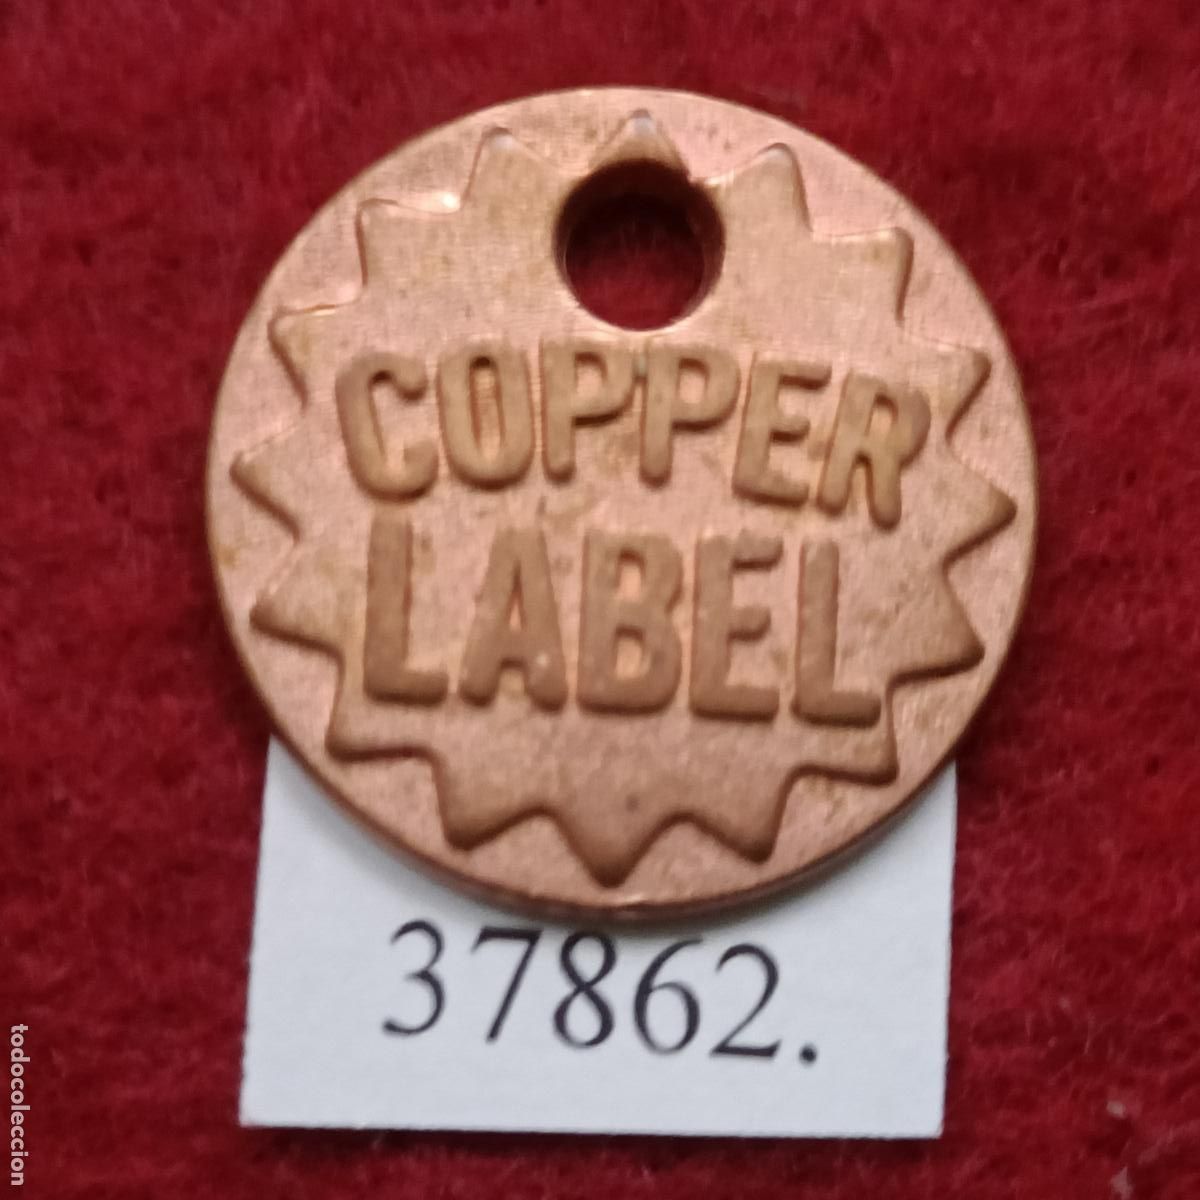 COPPER
LABEL
37862.
todocoleccion